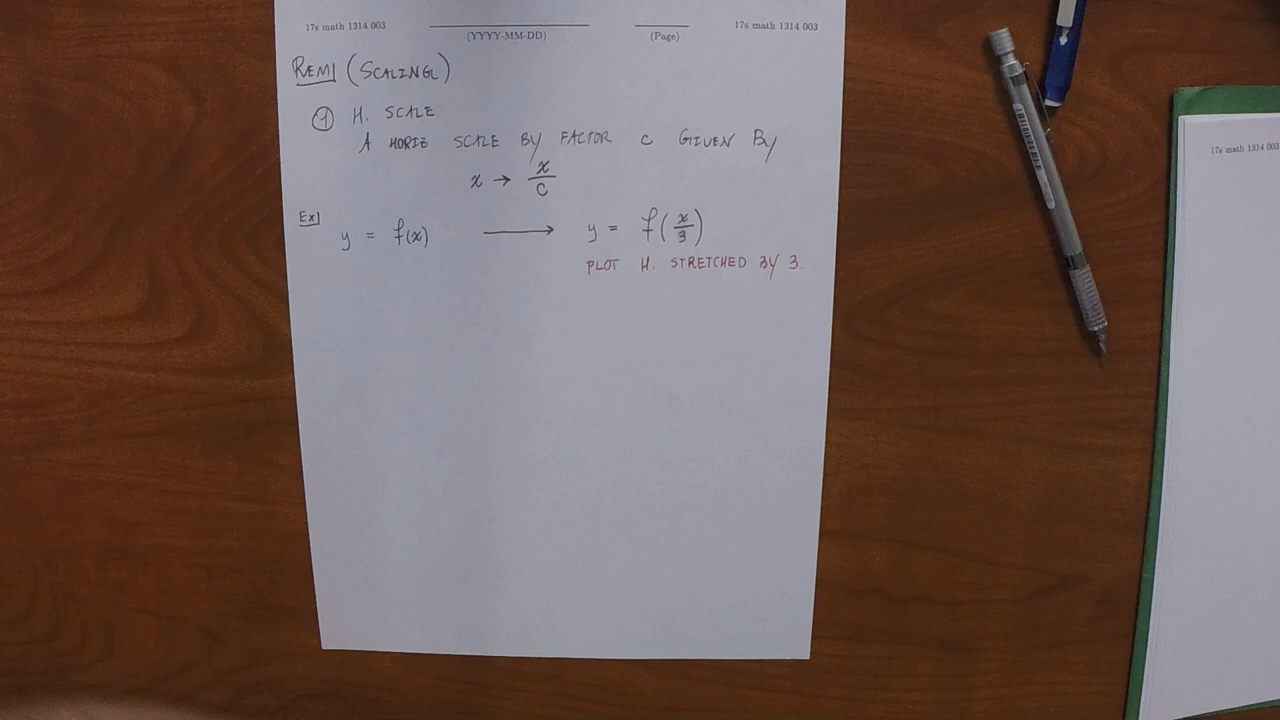 17s math 1314 003 (YYYY-MM-DD) (Page) 17s math 1314 003
REM (SCALING)
① H. SCALE
A HORIZ SCALE BY FACTOR C GIVEN BY
x → x/C
Ex y = f(x) ⟶ y = f(x/3)
PLOT H. STRETCHED BY 3.
17s math 1314 003